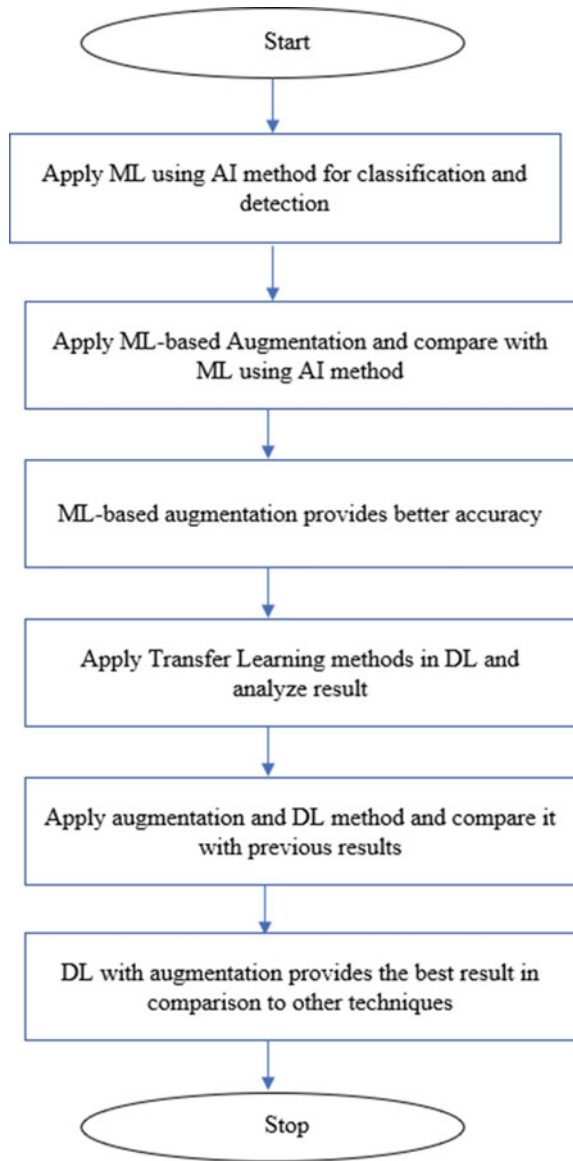 Start
Apply ML using AI method for classification and
detection
Apply ML-based Augmentation and compare with
ML using AI method
ML-based augmentation provides better accuracy
Apply Transfer Learning methods in DL and
analyze result
Apply augmentation and DL method and compare it
with previous results
DL with augmentation provides the best result in
comparison to other techniques
Stop